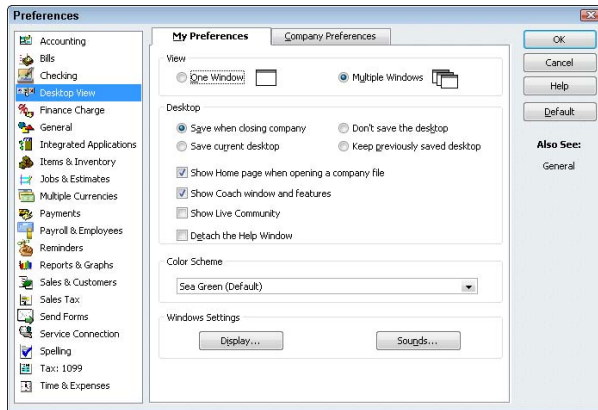 Preferences
Accounting
Bills
Checking
Desktop View
Finance Charge
General
Integrated Applications
Items & Inventory
Jobs & Estimates
Multiple Currencies
Payments
Payroll & Employees
Reminders
Reports & Graphs
Sales & Customers
Sales Tax
Send Forms
Service Connection
Spelling
Tax: 1099
Time & Expenses
My Preferences Company Preferences
View
One Window Multiple Windows
Desktop
Save when closing company Don't save the desktop
Save current desktop Keep previously saved desktop
Show Home page when opening a company file
Show Coach window and features
Show Live Community
Detach the Help Window
Color Scheme
Sea Green (Default)
Windows Settings
Display... Sounds...
OK
Cancel
Help
Default
Also See:
General